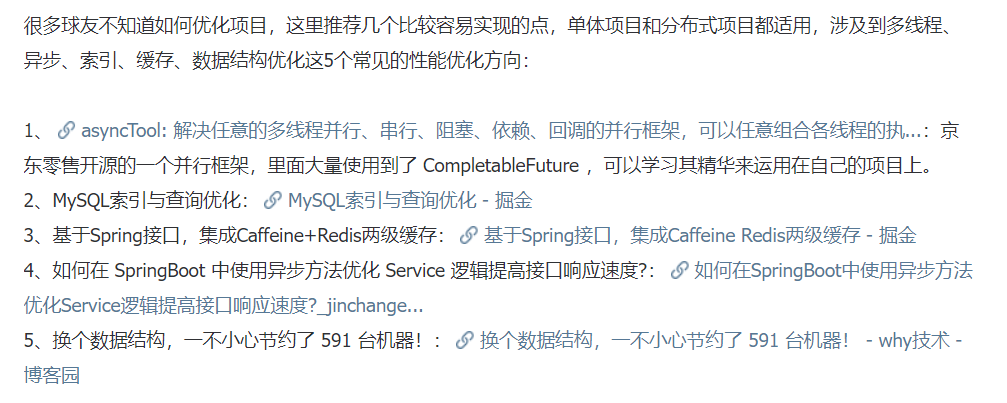 很多球友不知道如何优化项目，这里推荐几个比较容易实现的点，单体项目和分布式项目都适用，涉及到多线程、
异步、索引、缓存、数据结构优化这5个常见的性能优化方向：
1、 asyncTool: 解决任意的多线程并行、串行、阻塞、依赖、回调的并行框架，可以任意组合各线程的执...：京
东零售开源的一个并行框架，里面大量使用到了 CompletableFuture ，可以学习其精华来运用在自己的项目上。
2、MySQL索引与查询优化： MySQL索引与查询优化 - 掘金
3、基于Spring接口，集成Caffeine+Redis两级缓存： 基于Spring接口，集成Caffeine Redis两级缓存 - 掘金
4、如何在 SpringBoot 中使用异步方法优化 Service 逻辑提高接口响应速度?： 如何在SpringBoot中使用异步方法
优化Service逻辑提高接口响应速度?_jinchange...
5、换个数据结构，一不小心节约了 591 台机器！： 换个数据结构，一不小心节约了 591 台机器！ - why技术 -
博客园